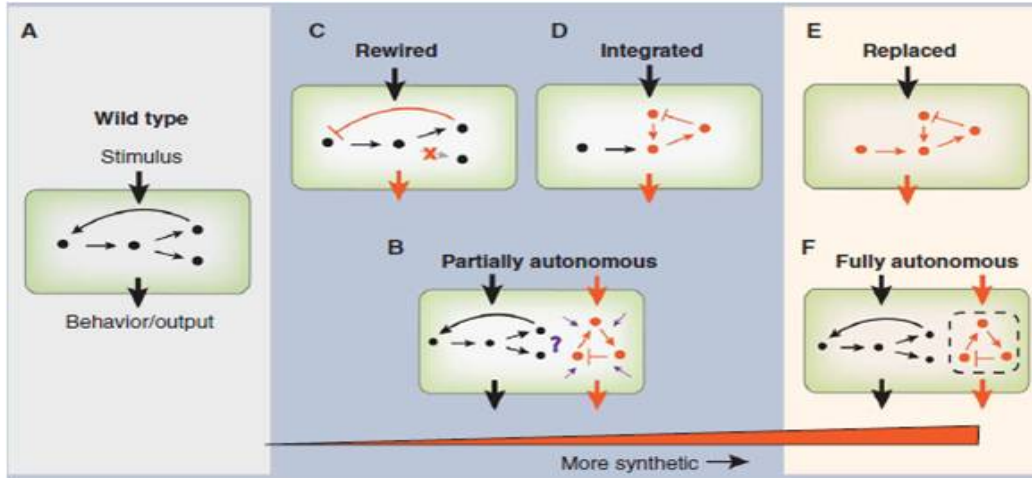 A
Wild type
Stimulus
Behavior/output
C
Rewired
X
D
Integrated
E
Replaced
B
Partially autonomous
?
F
Fully autonomous
More synthetic